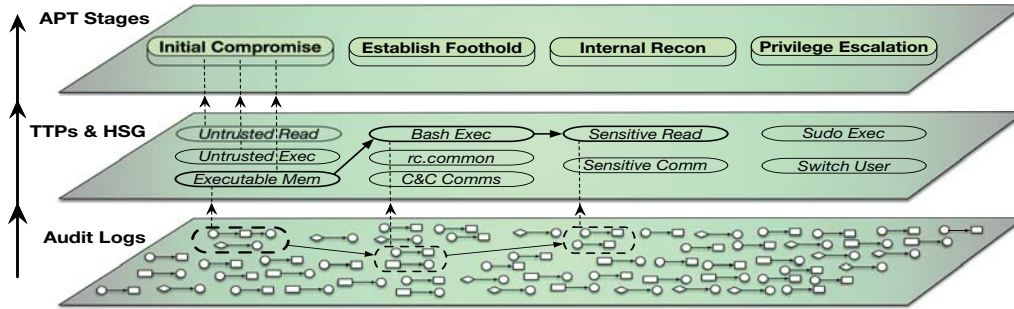 APT Stages
Initial Compromise Establish Foothold Internal Recon Privilege Escalation
TTPs & HSG
Untrusted Read Bash Exec Sensitive Read Sudo Exec
Untrusted Exec rc.common Sensitive Comm Switch User
Executable Mem C&C Comms
Audit Logs